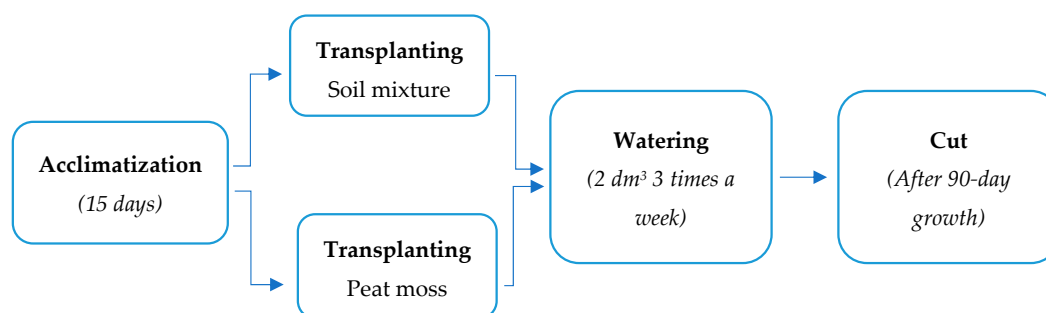 Acclimatization
(15 days)
Transplanting
Soil mixture
Transplanting
Peat moss
Watering
(2 dm³ 3 times a
week)
Cut
(After 90-day
growth)